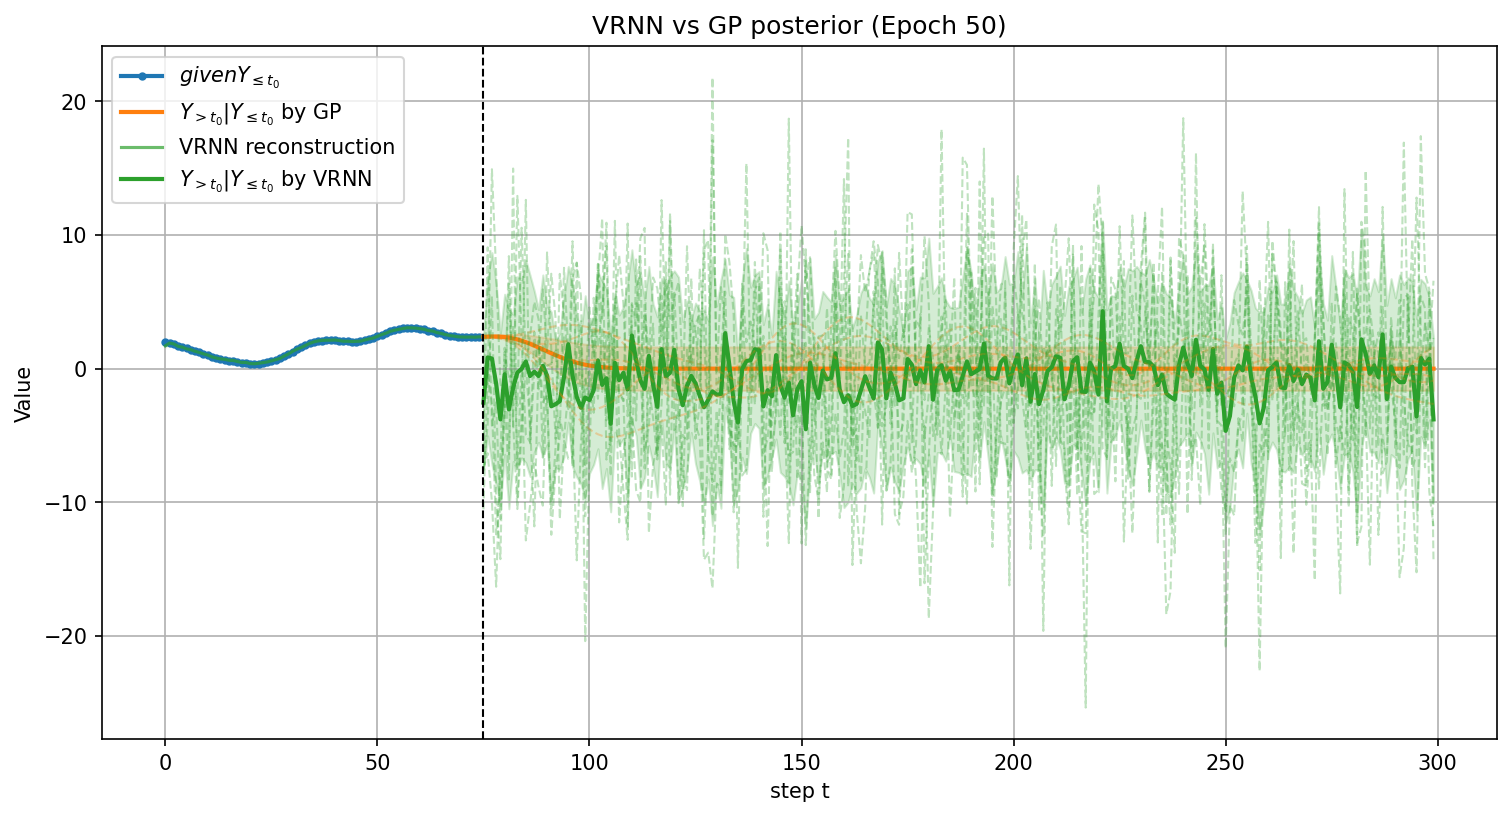 VRNN vs GP posterior (Epoch 50)
givenY≤t₀
Y>t₀|Y≤t₀ by GP
VRNN reconstruction
Y>t₀|Y≤t₀ by VRNN
Value
20
10
0
−10
−20
0
50
100
150
200
250
300
step t